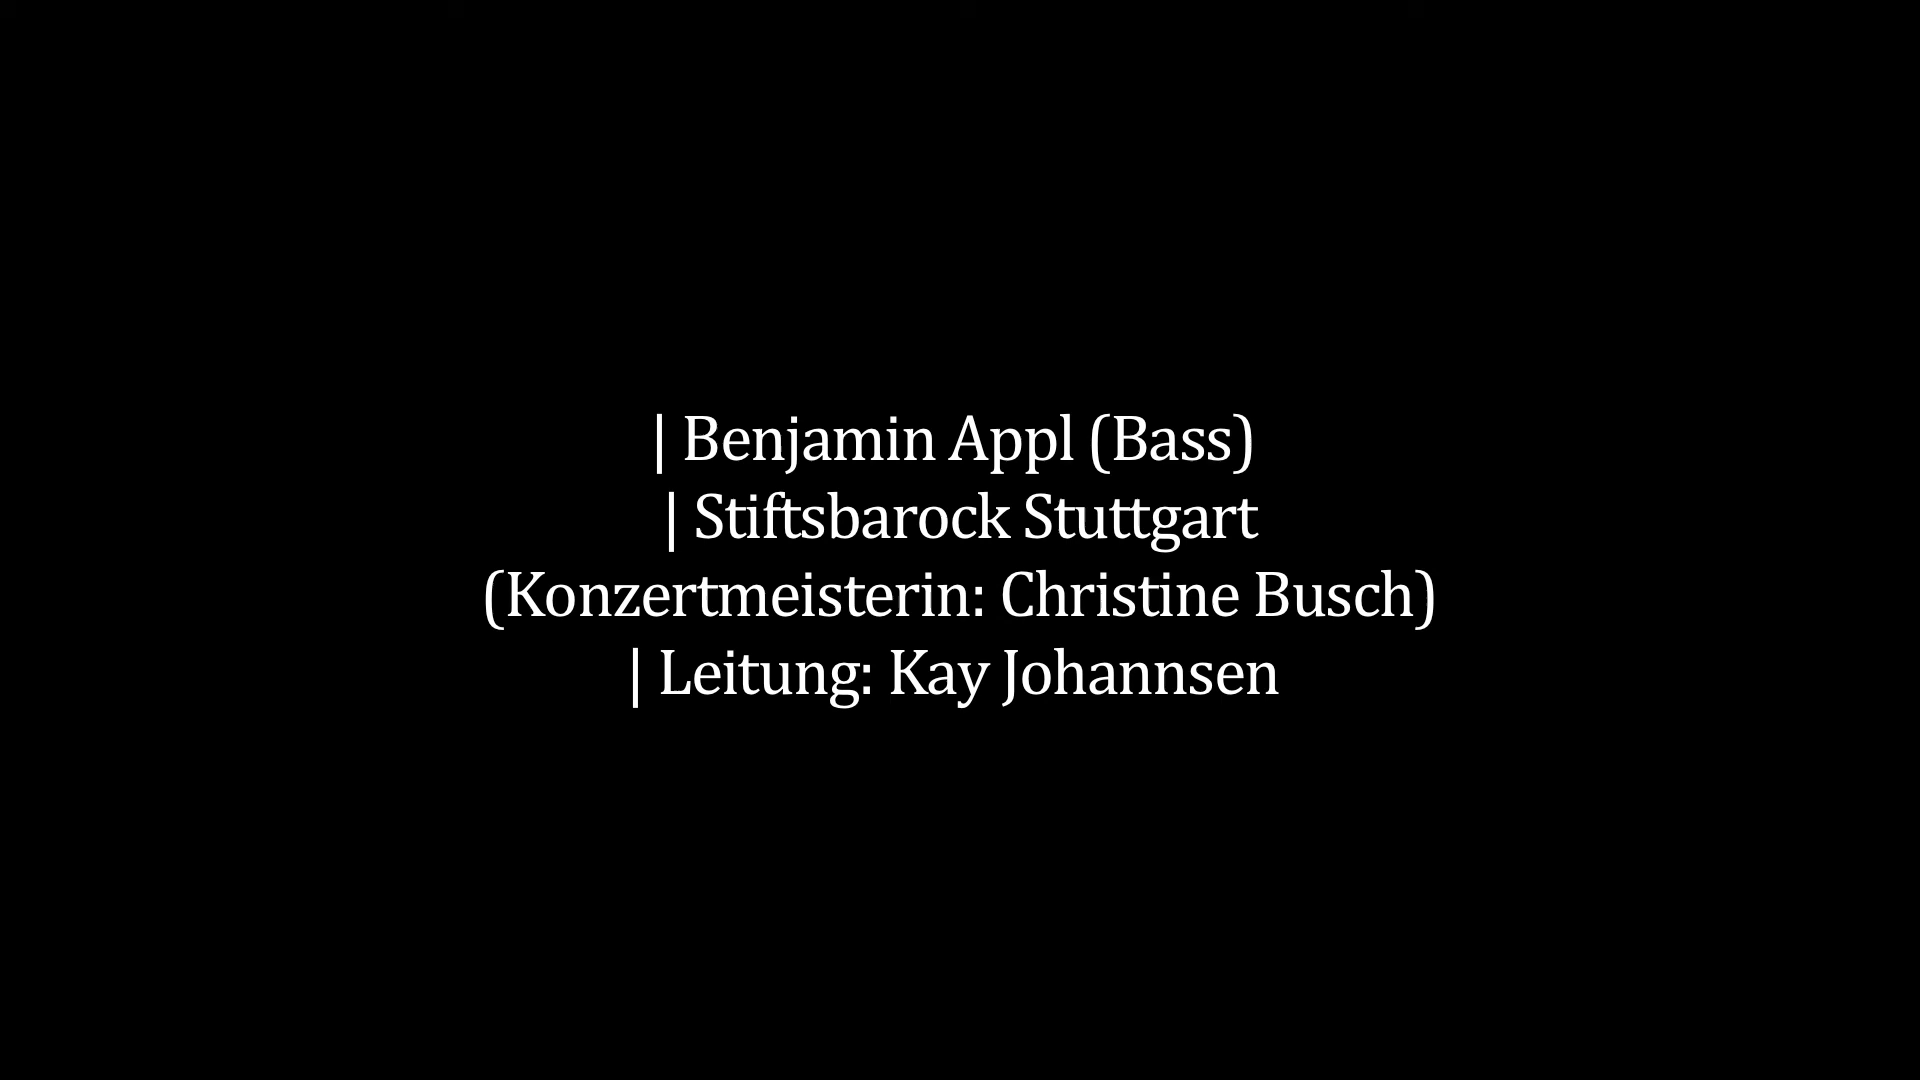 | Benjamin Appl (Bass)
| Stiftsbarock Stuttgart
(Konzertmeisterin: Christine Busch)
| Leitung: Kay Johannsen